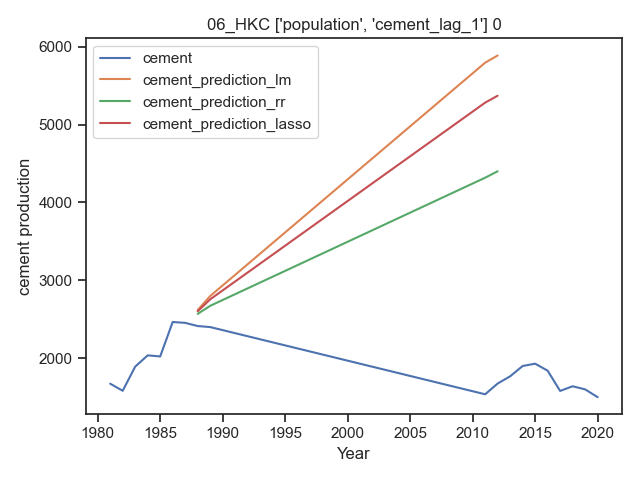 06_HKC ['population', 'cement_lag_1'] 0
cement
cement_prediction_lm
cement_prediction_rr
cement_prediction_lasso
cement production
6000
5000
4000
3000
2000
1980 1985 1990 1995 2000 2005 2010 2015 2020
Year